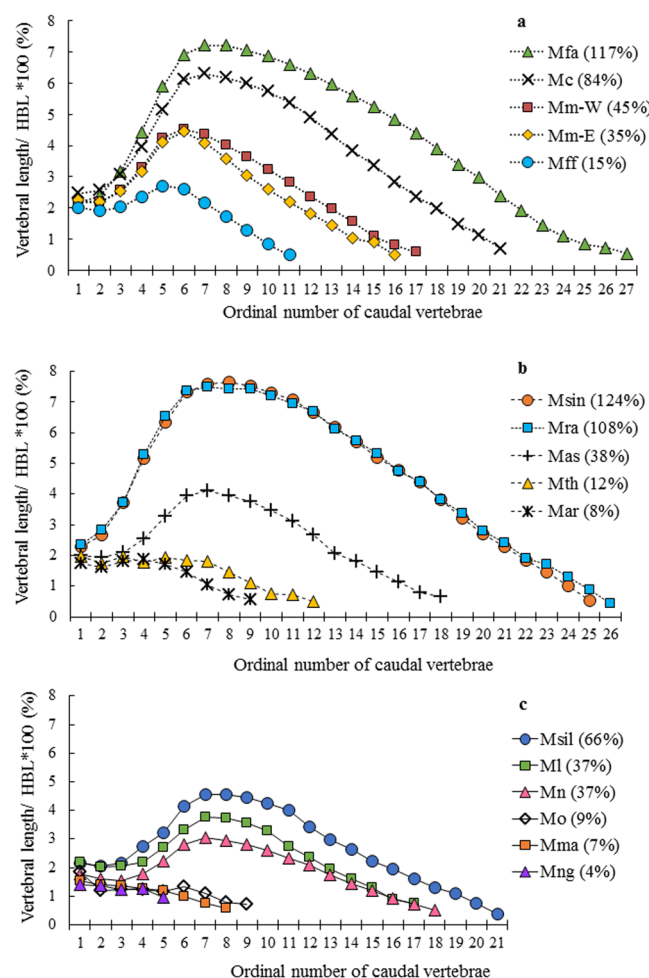 a
Vertebral length/ HBL *100 (%)
8
7
6
5
4
3
2
1
0
Mfa (117%)
Mc (84%)
Mm-W (45%)
Mm-E (35%)
Mff (15%)
1 2 3 4 5 6 7 8 9 10 11 12 13 14 15 16 17 18 19 20 21 22 23 24 25 26 27
Ordinal number of caudal vertebrae
b
Vertebral length/ HBL *100 (%)
8
7
6
5
4
3
2
1
0
Msin (124%)
Mra (108%)
Mas (38%)
Mth (12%)
Mar (8%)
1 2 3 4 5 6 7 8 9 10 11 12 13 14 15 16 17 18 19 20 21 22 23 24 25 26
Ordinal number of caudal vertebrae
c
Vertebral length/ HBL*100 (%)
8
7
6
5
4
3
2
1
0
Msil (66%)
Ml (37%)
Mn (37%)
Mo (9%)
Mma (7%)
Mng (4%)
1 2 3 4 5 6 7 8 9 10 11 12 13 14 15 16 17 18 19 20 21
Ordinal number of caudal vertebrae